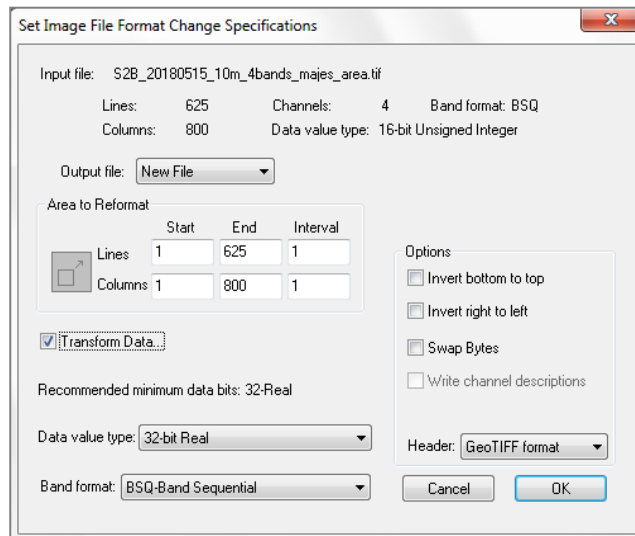 Set Image File Format Change Specifications
Input file: S2B_20180515_10m_4bands_majes_area.tif
Lines: 625 Channels: 4 Band format: BSQ
Columns: 800 Data value type: 16-bit Unsigned Integer
Output file: New File
Area to Reformat
Start End Interval
Lines 1 625 1
Columns 1 800 1
Transform Data...
Recommended minimum data bits: 32-Real
Data value type: 32-bit Real
Band format: BSQ-Band Sequential
Options
Invert bottom to top
Invert right to left
Swap Bytes
Write channel descriptions
Header: GeoTIFF format
Cancel OK